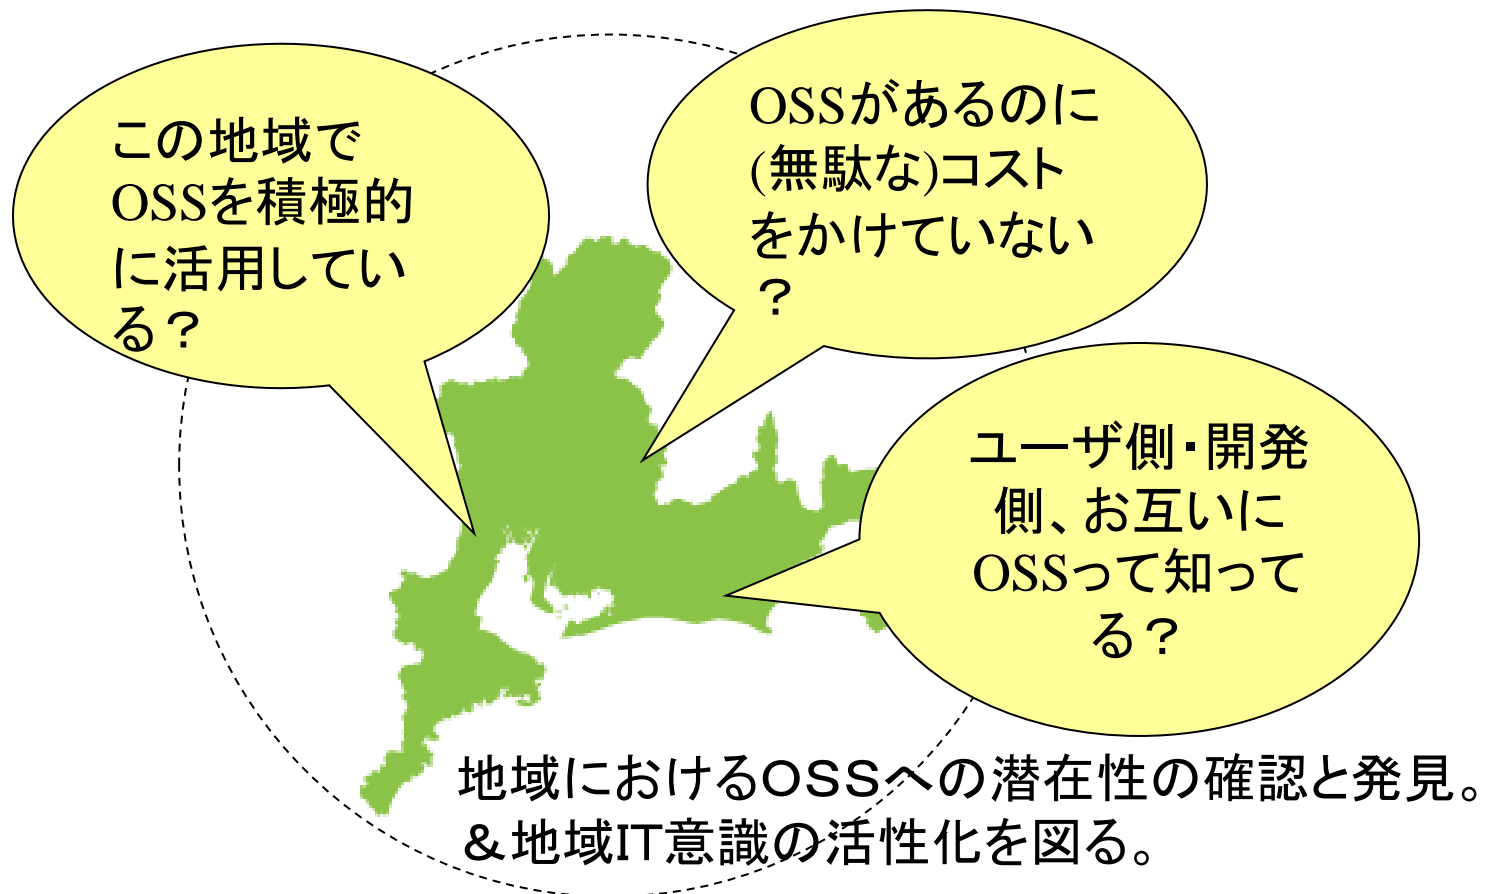 この地域で
OSSを積極的
に活用してい
る？
OSSがあるのに
(無駄な)コスト
をかけていない
？
ユーザ側・開発
側、お互いに
OSSって知って
る？
地域におけるＯＳＳへの潜在性の確認と発見。
＆地域IT意識の活性化を図る。